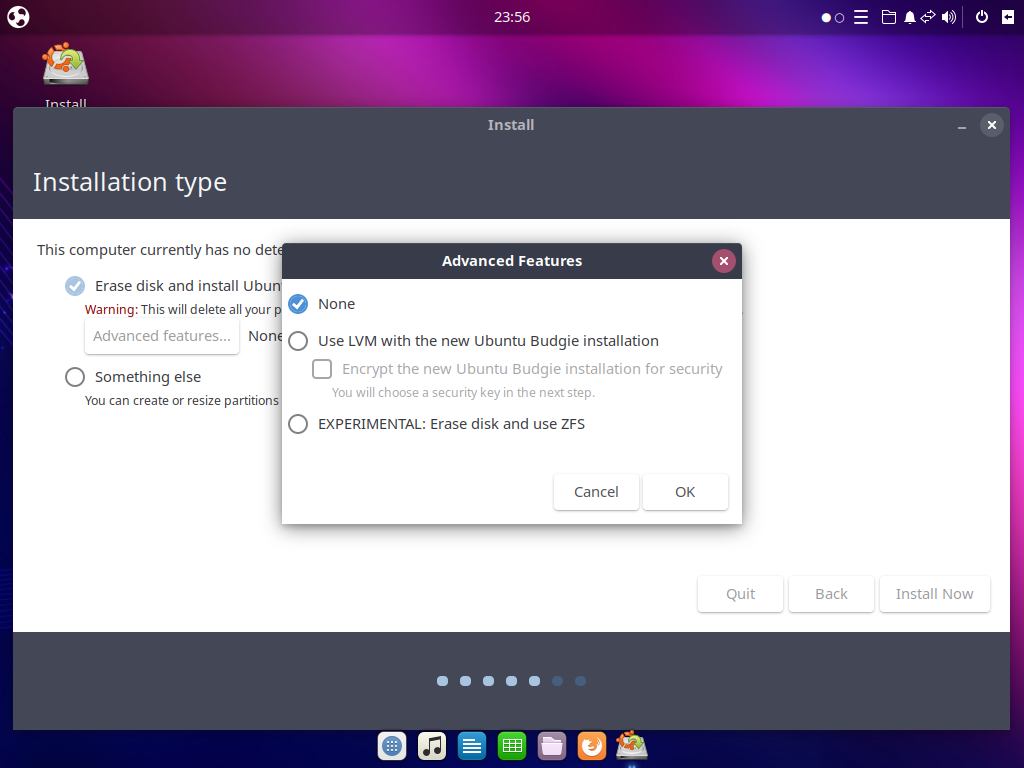 23:56
Install
Install
Installation type
This computer currently has no dete
Erase disk and install Ubun
Warning: This will delete all your p
Advanced features... None
Something else
You can create or resize partitions
Advanced Features
None
Use LVM with the new Ubuntu Budgie installation
Encrypt the new Ubuntu Budgie installation for security
You will choose a security key in the next step.
EXPERIMENTAL: Erase disk and use ZFS
Cancel OK
Quit Back Install Now